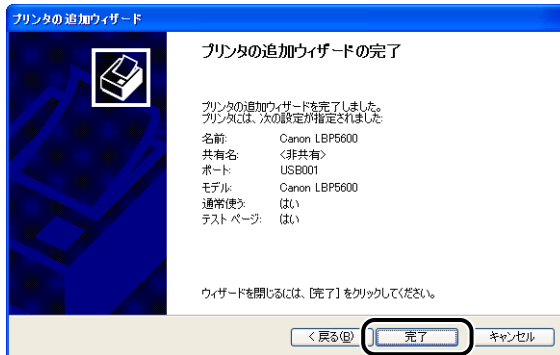 プリンタの追加ウィザード
プリンタの追加ウィザードの完了
プリンタの追加ウィザードを完了しました。
プリンタには、次の設定が指定されました:
名前: Canon LBP5600
共有名: <非共有>
ポート: USB001
モデル: Canon LBP5600
通常使う: はい
テスト ページ: はい
ウィザードを閉じるには、[完了] をクリックしてください。
< 戻る(B) 完了 キャンセル